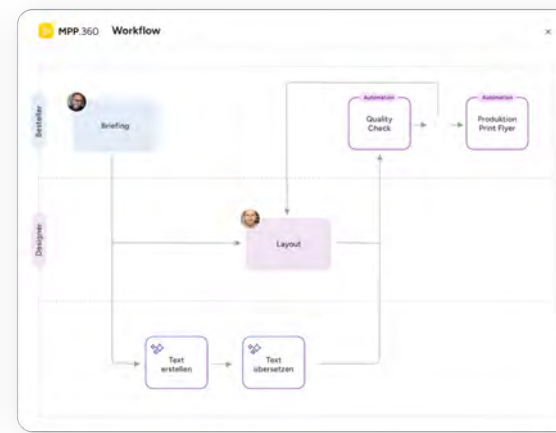 MPP.360 Workflow
×
Besteller
Briefing
Automation
Quality
Check
Automation
Produktion
Print Flyer
Designer
Layout
Text
erstellen
Text
übersetzen